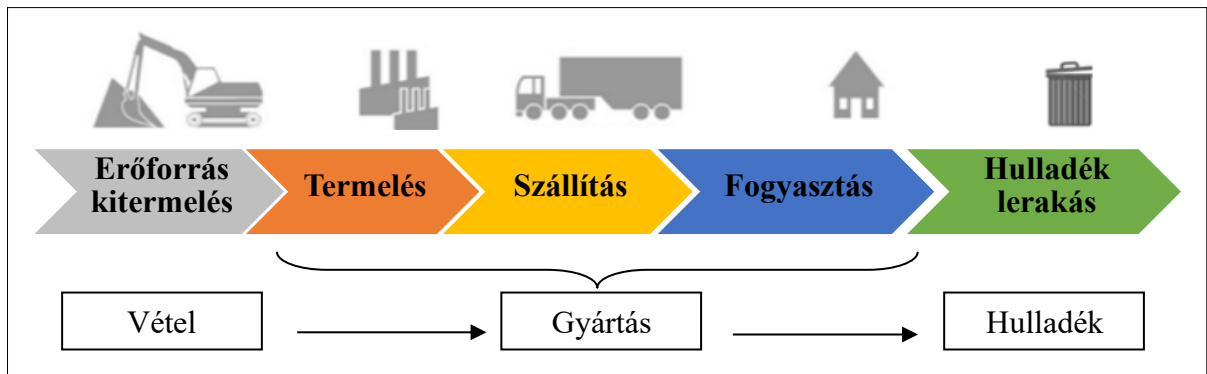 Erőforrás
kitermelés
Termelés
Szállítás
Fogyasztás
Hulladék
lerakás
Vétel
Gyártás
Hulladék